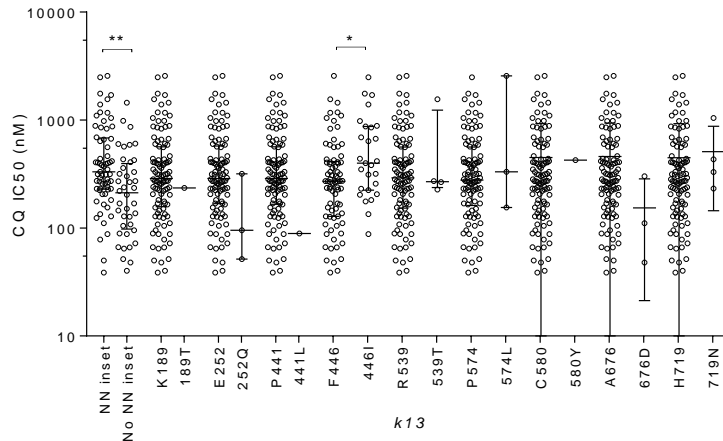 10000
1000
100
10
CQ IC50 (nM)
**
*
NN inset
No NN inset
K189
189T
E252
252Q
P441
441L
F446
446I
R539
539T
P574
574L
C580
580Y
A676
676D
H719
719N
k13